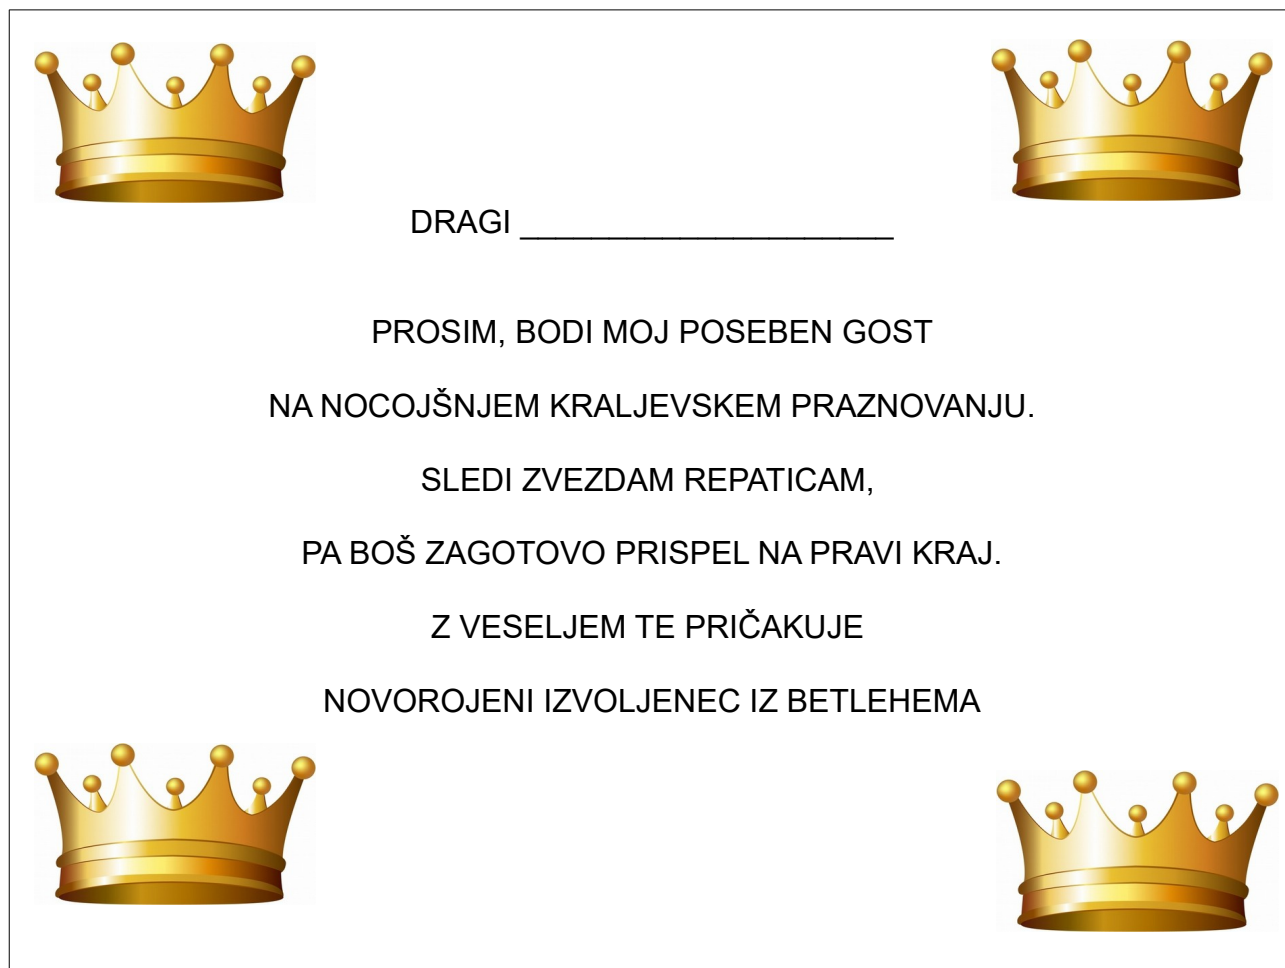 DRAGI _____________________
PROSIM, BODI MOJ POSEBEN GOST
NA NOCOJŠNJEM KRALJEVSKEM PRAZNOVANJU.
SLEDI ZVEZDAM REPATICAM,
PA BOŠ ZAGOTOVO PRISPEL NA PRAVI KRAJ.
Z VESELJEM TE PRIČAKUJE
NOVOROJENI IZVOLJENEC IZ BETLEHEMA